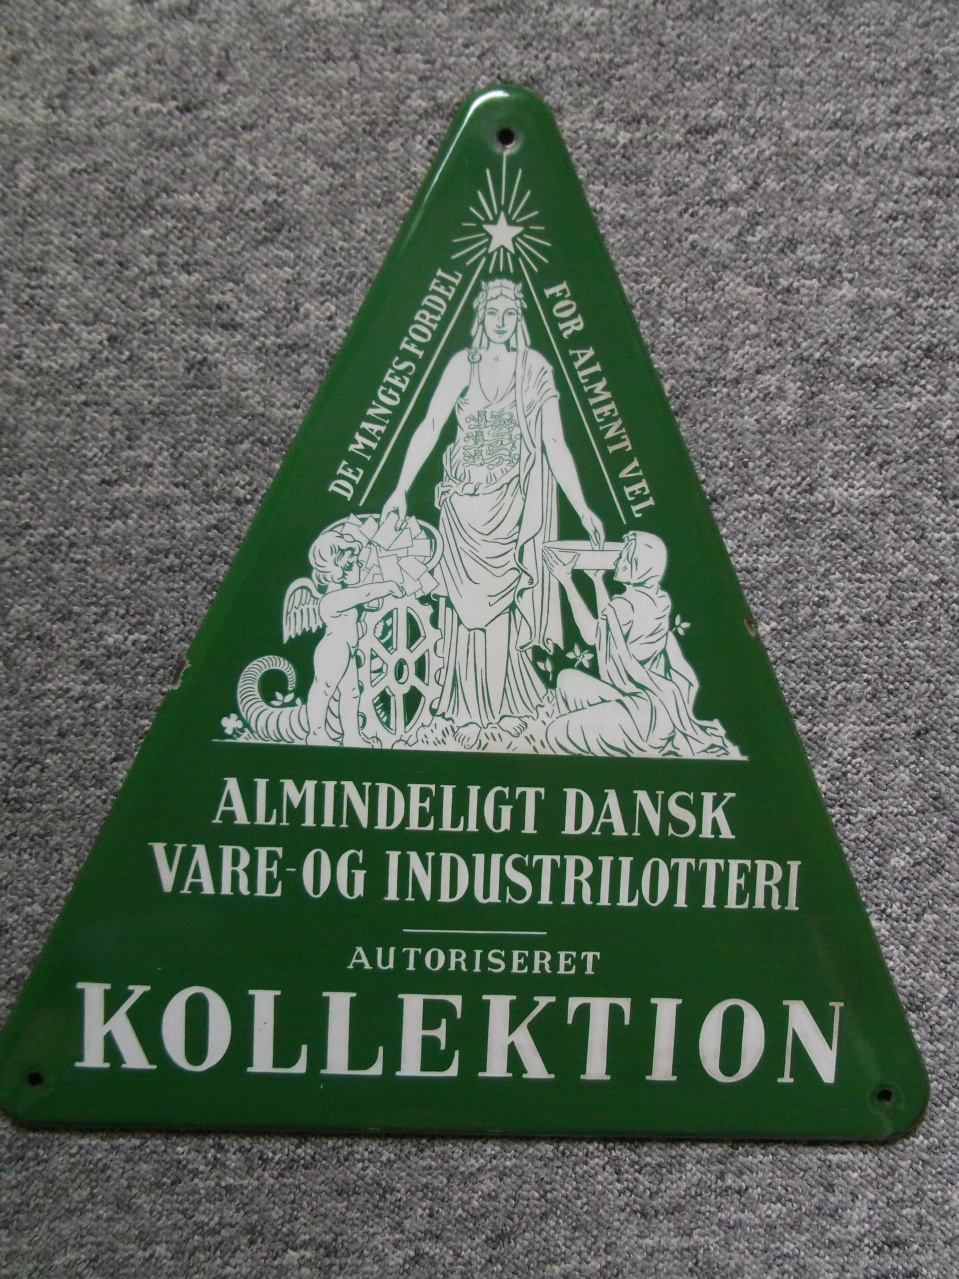 DE MANGES FORDEL
FOR ALMENT VEL
ALMINDELIGT DANSK
VARE-OG INDUSTRILOTTERI
AUTORISERET
KOLLEKTION